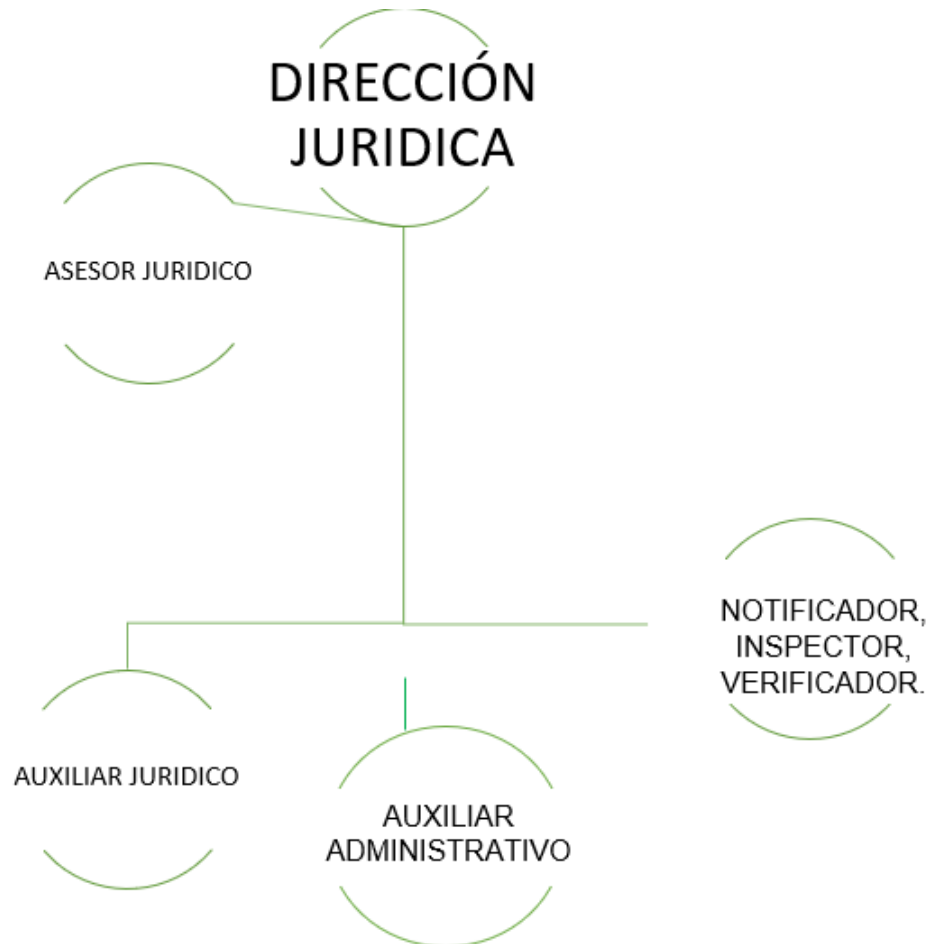 DIRECCIÓN
JURIDICA
ASESOR JURIDICO
NOTIFICADOR,
INSPECTOR,
VERIFICADOR.
AUXILIAR JURIDICO
AUXILIAR
ADMINISTRATIVO